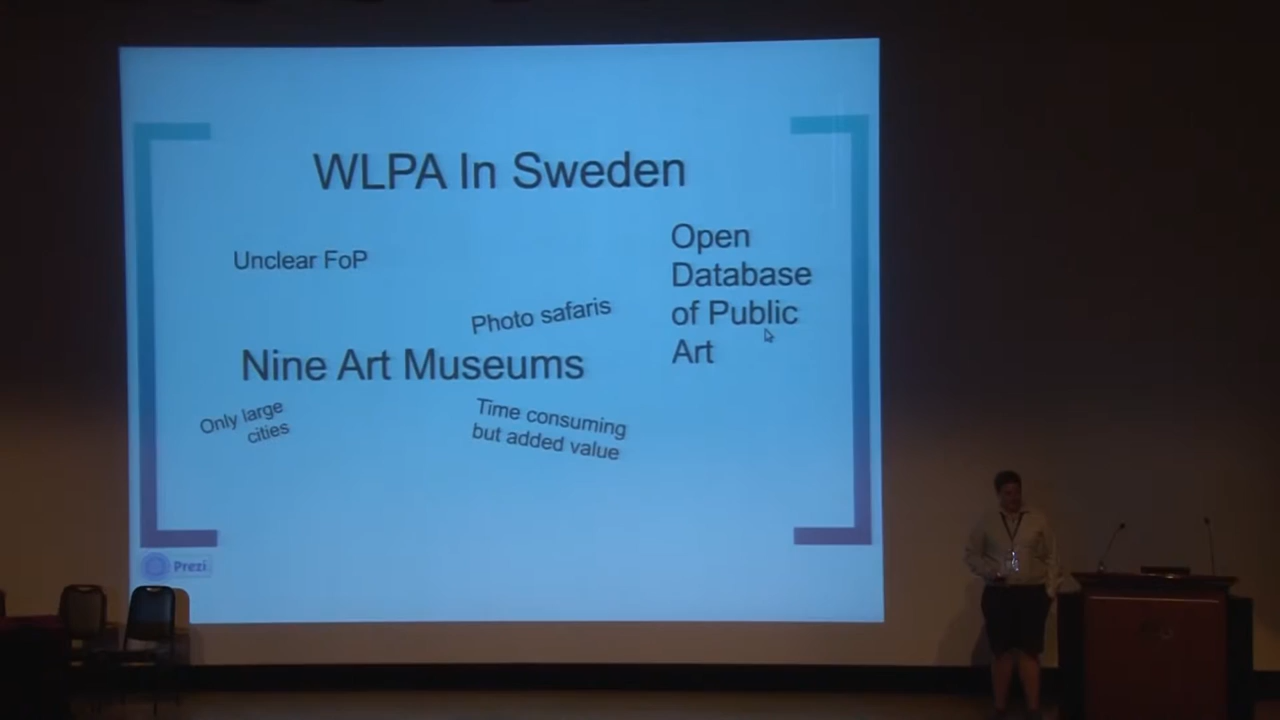 WLPA In Sweden
Unclear FoP
Open
Database
of Public
Art
Photo safaris
Nine Art Museums
Only large
cities
Time consuming
but added value
Prezi